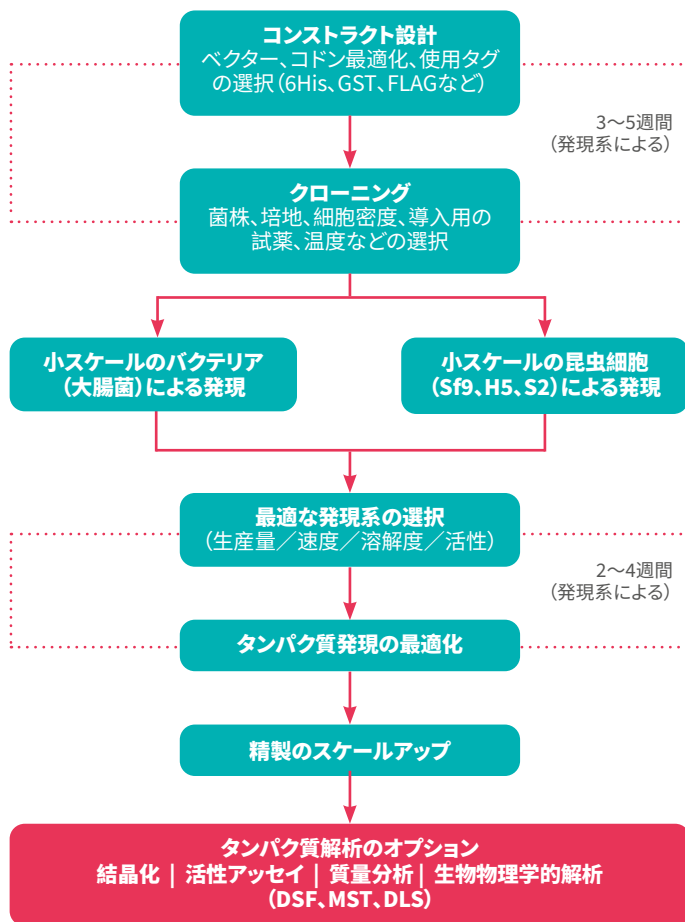 コンストラクト設計
ベクター、コドン最適化、使用タグ
の選択（6His、GST、FLAGなど）
3～5週間
（発現系による）
クローニング
菌株、培地、細胞密度、導入用の
試薬、温度などの選択
小スケールのバクテリア
（大腸菌）による発現
小スケールの昆虫細胞
（Sf9、H5、S2）による発現
最適な発現系の選択
（生産量／速度／溶解度／活性）
2～4週間
（発現系による）
タンパク質発現の最適化
精製のスケールアップ
タンパク質解析のオプション
結晶化 | 活性アッセイ | 質量分析 | 生物物理学的解析
（DSF、MST、DLS）